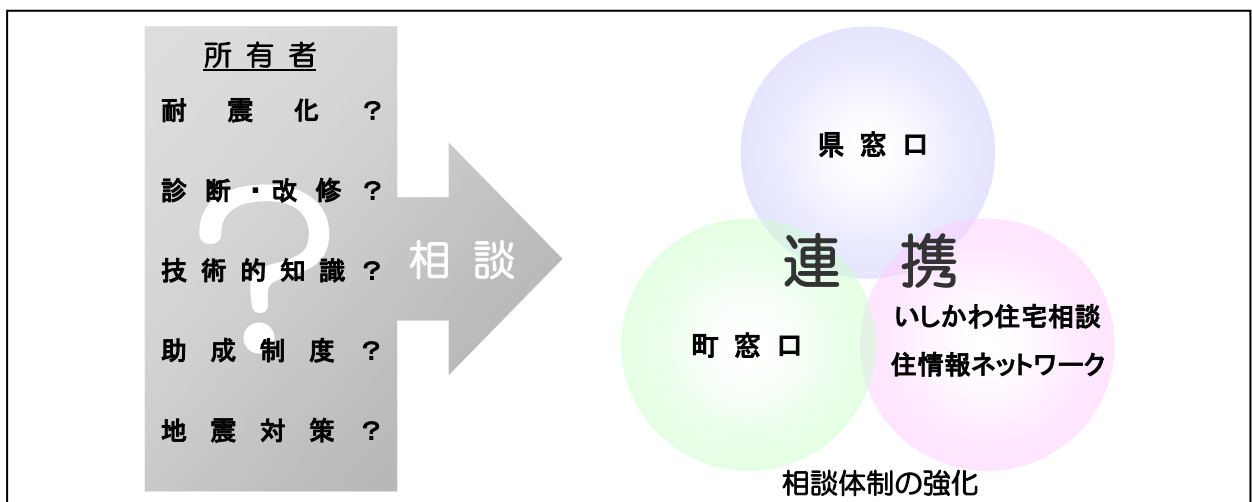 所有者
耐震化?
診断・改修?
技術的知識?
助成制度?
地震対策?
?
相談
県窓口
連携
町窓口
いしかわ住宅相談
住情報ネットワーク
相談体制の強化